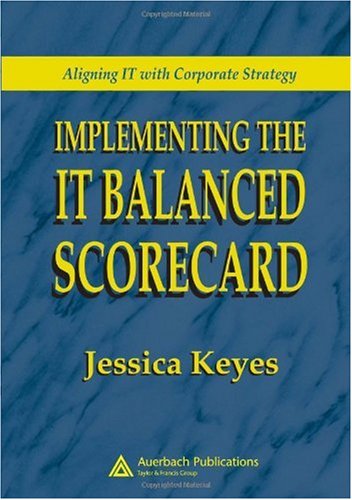 Aligning IT with Corporate Strategy
IMPLEMENTING THE
IT BALANCED
SCORECARD
Jessica Keyes
Auerbach Publications
Taylor & Francis Group